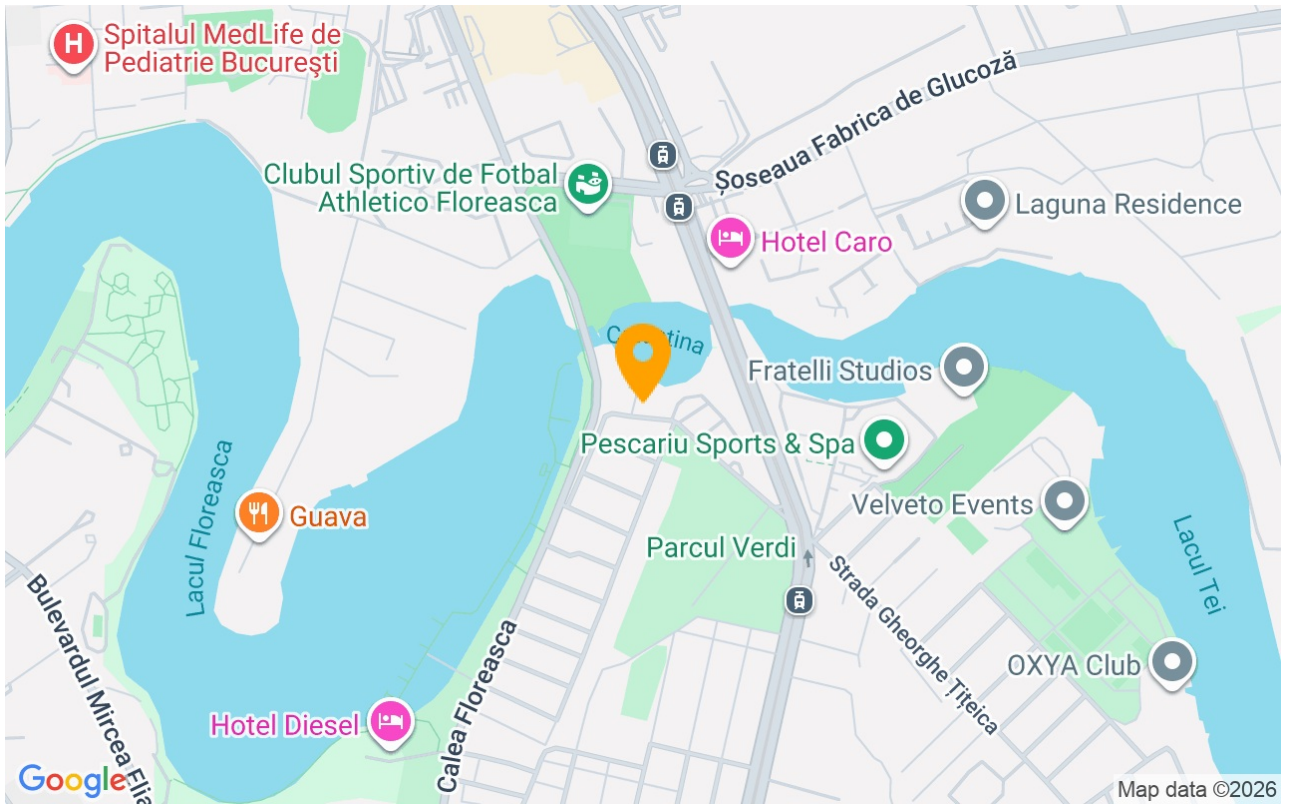 Spitalul MedLife de
Pediatrie București
Clubul Sportiv de Fotbal
Athletico Floreasca
Șoseaua Fabrica de Glucoză
Laguna Residence
Hotel Caro
Fratelli Studios
Pescariu Sports & Spa
Velveto Events
Lacul Floreasca
Guava
Parcul Verdi
Lacul Tei
Strada Gheorghe Țițeica
Bulevardul Mircea Elia
OXYA Club
Hotel Diesel
Calea Floreasca
Google
Map data ©2026